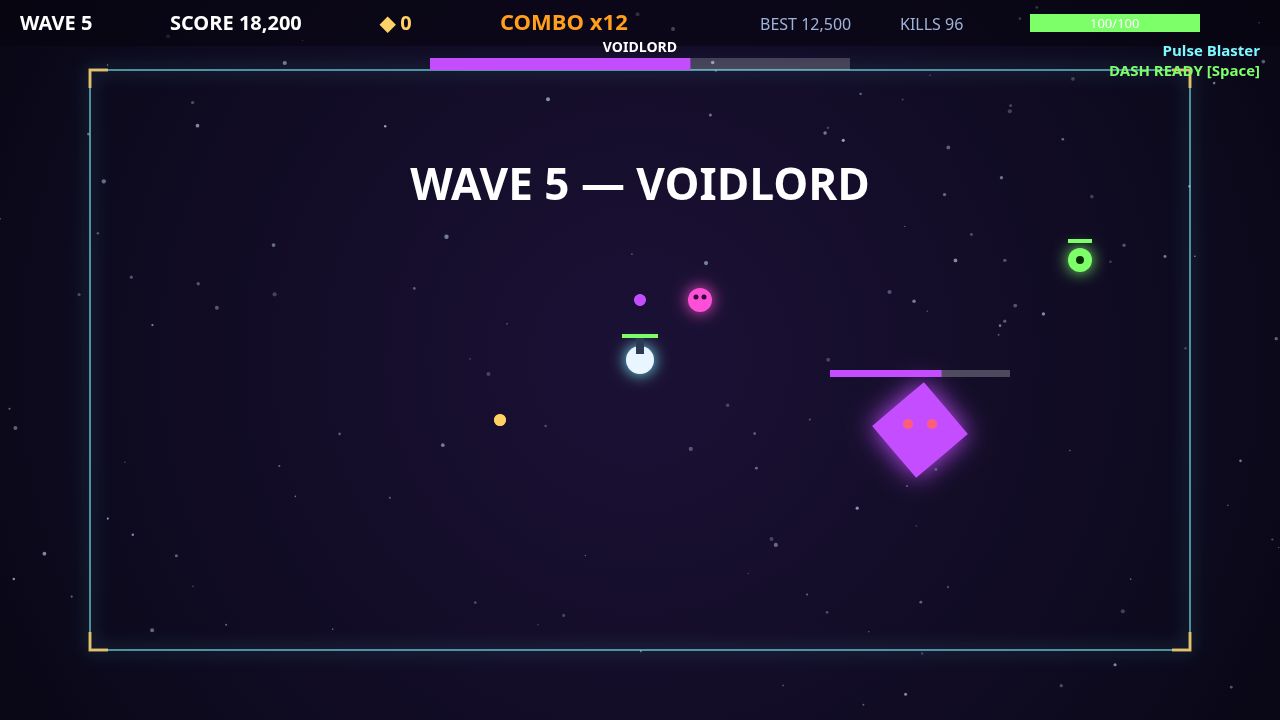 WAVE 5
SCORE 18,200
◆ 0
COMBO x12
BEST 12,500
KILLS 96
100/100
VOIDLORD
Pulse Blaster
DASH READY [Space]
WAVE 5 — VOIDLORD